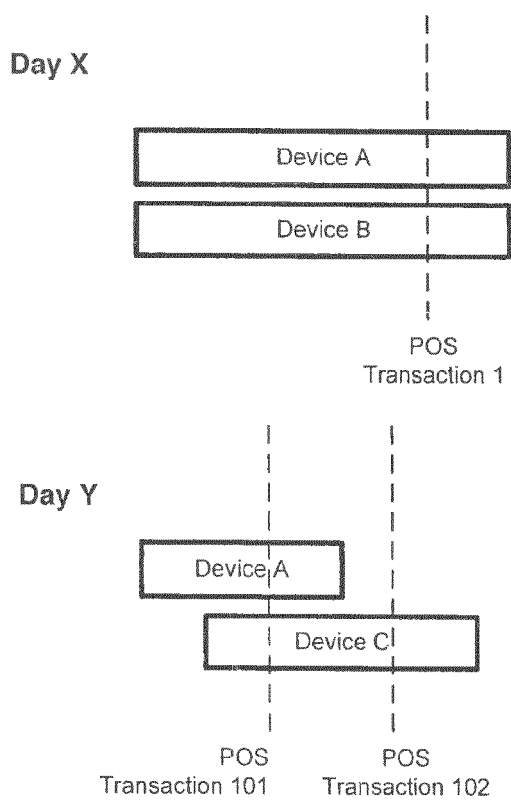 Day X
Device A
Device B
POS
Transaction 1
Day Y
Device A
Device C
POS
Transaction 101
POS
Transaction 102